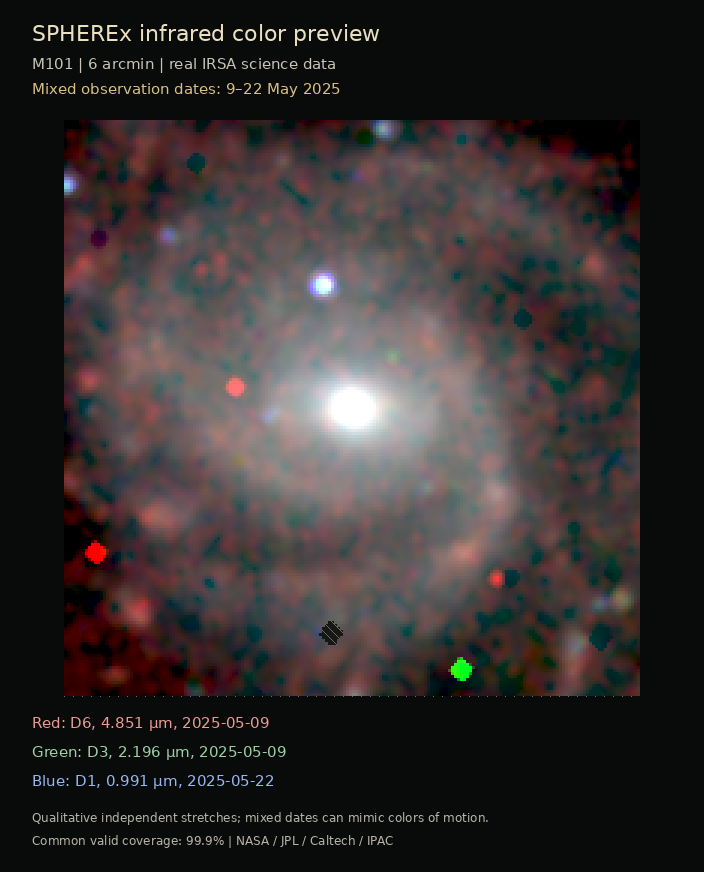 SPHEREx infrared color preview
M101 | 6 arcmin | real IRSA science data
Mixed observation dates: 9–22 May 2025
Red: D6, 4.851 µm, 2025-05-09
Green: D3, 2.196 µm, 2025-05-09
Blue: D1, 0.991 µm, 2025-05-22
Qualitative independent stretches; mixed dates can mimic colors of motion.
Common valid coverage: 99.9% | NASA / JPL / Caltech / IPAC